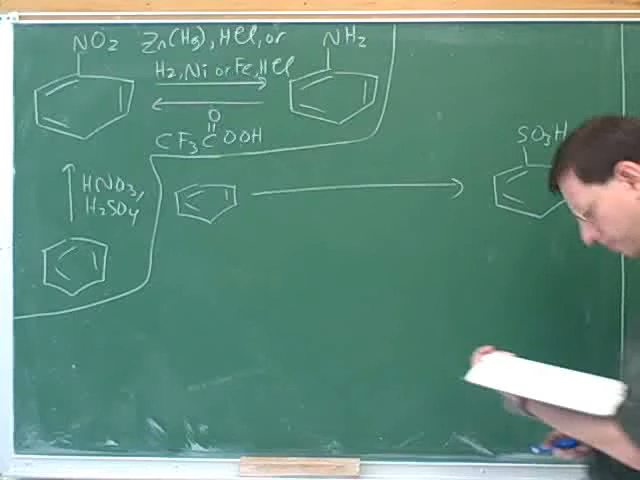 NO2
Zn(Hg), HCl, or
H2, Ni or Fe, HCl
NH2
O
CF3COOH
HNO3,
H2SO4
SO3H